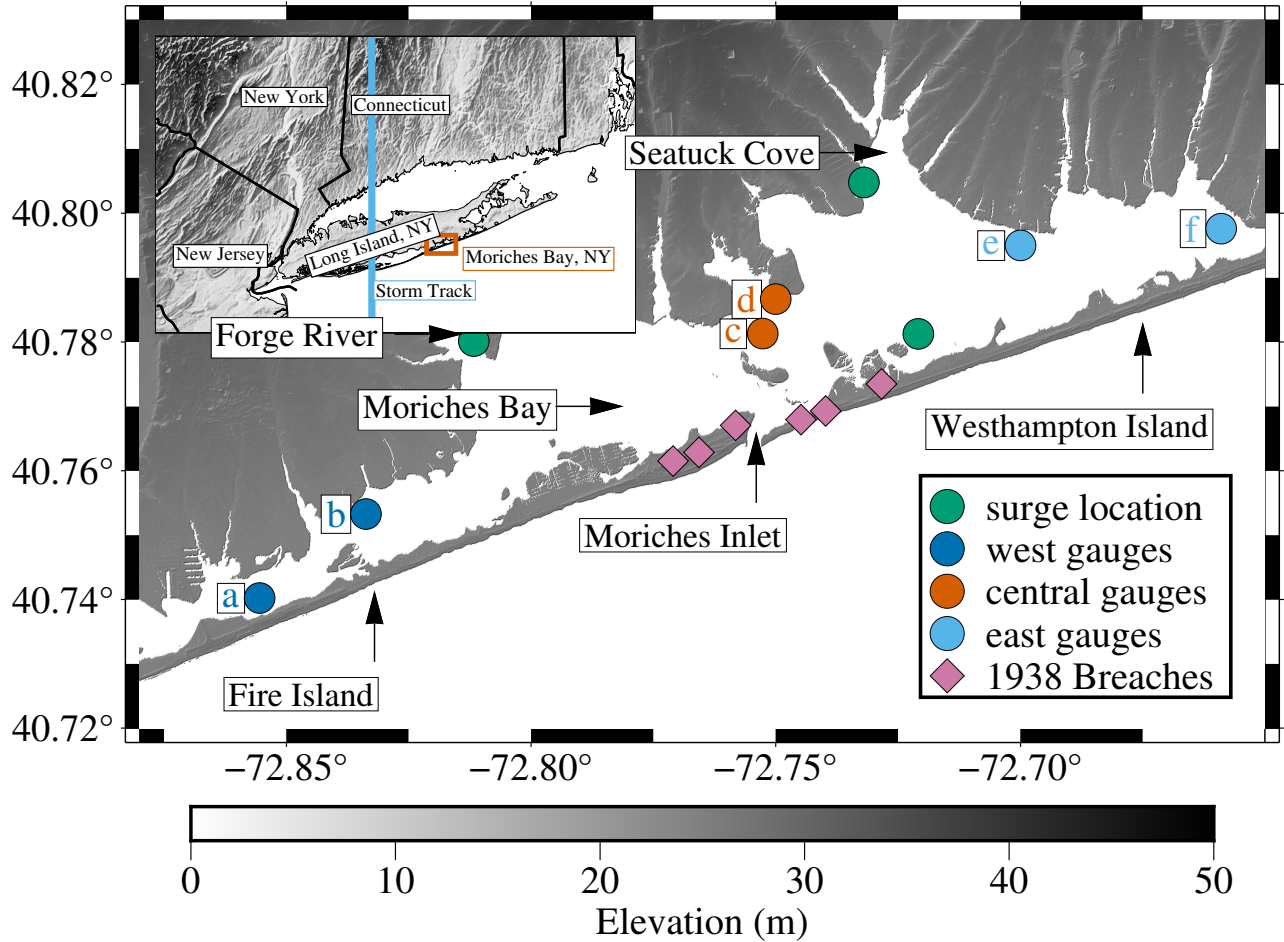 40.82°
40.80°
40.78°
40.76°
40.74°
40.72°
New York
Connecticut
New Jersey
Long Island, NY
Moriches Bay, NY
Storm Track
Seatuck Cove
Forge River
Moriches Bay
Moriches Inlet
Westhampton Island
Fire Island
a
b
c
d
e
f
surge location
west gauges
central gauges
east gauges
1938 Breaches
−72.85°
−72.80°
−72.75°
−72.70°
0
10
20
30
40
50
Elevation (m)